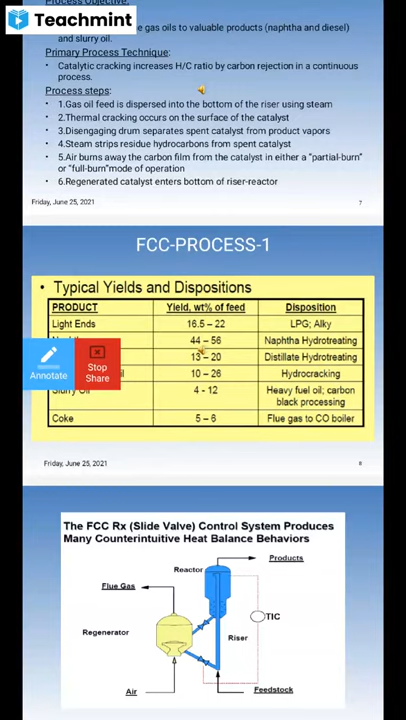 Process Objective:
Teachmint
e gas oils to valuable products (naphtha and diesel)
and slurry oil.
Primary Process Technique:
Catalytic cracking increases H/C ratio by carbon rejection in a continuous
process.
Process steps:
1.Gas oil feed is dispersed into the bottom of the riser using steam
2.Thermal cracking occurs on the surface of the catalyst
3.Disengaging drum separates spent catalyst from product vapors
4.Steam strips residue hydrocarbons from spent catalyst
5.Air burns away the carbon film from the catalyst in either a “partial-burn”
or “full-burn”mode of operation
6.Regenerated catalyst enters bottom of riser-reactor
Friday, June 25, 2021 7
FCC-PROCESS-1
Typical Yields and Dispositions
PRODUCT Yield, wt% of feed Disposition
Light Ends 16.5 – 22 LPG; Alky
44 – 56 Naphtha Hydrotreating
13 – 20 Distillate Hydrotreating
10 – 26 Hydrocracking
Slurry Oil 4 - 12 Heavy fuel oil; carbon
black processing
Coke 5 – 6 Flue gas to CO boiler
Annotate
Stop
Share
Friday, June 25, 2021 8
The FCC Rx (Slide Valve) Control System Produces
Many Counterintuitive Heat Balance Behaviors
Products
Reactor
Flue Gas
TIC
Regenerator
Riser
Air
Feedstock